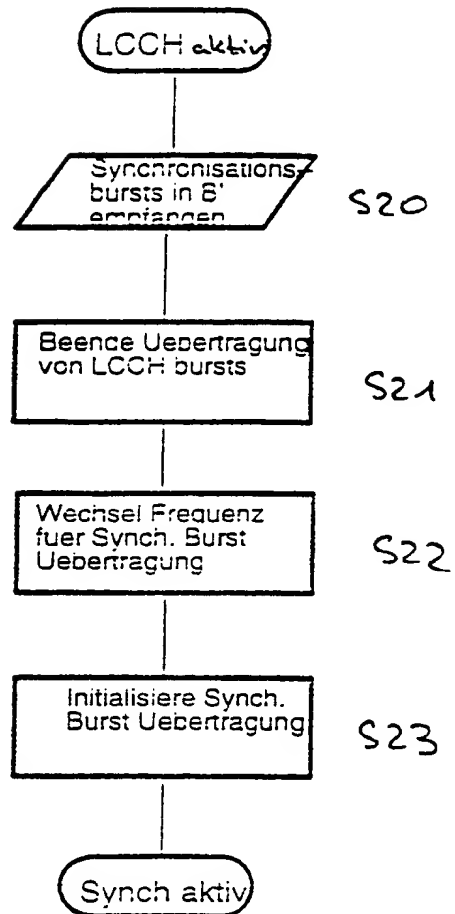 LCCH aktiv
Synchronisations-
bursts in B'
empfangen
S20
Beende Uebertragung
von LCCH bursts
S21
Wechsel Frequenz
fuer Synch. Burst
Uebertragung
S22
Initialisiere Synch.
Burst Uebertragung
S23
Synch aktiv